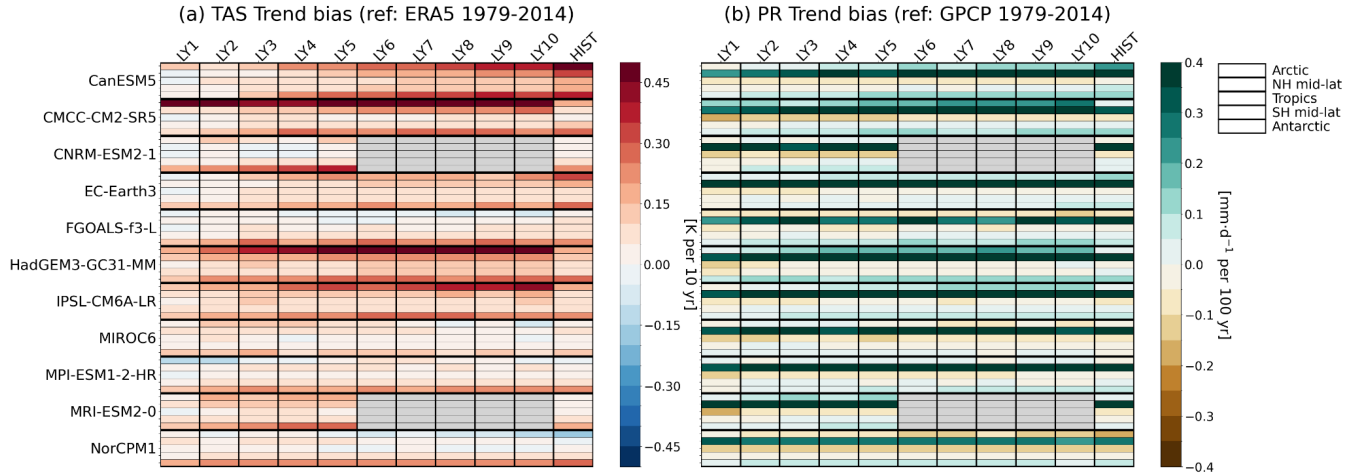 (a) TAS Trend bias (ref: ERA5 1979-2014)
LY1 LY2 LY3 LY4 LY5 LY6 LY7 LY8 LY9 LY10 HIST
CanESM5
CMCC-CM2-SR5
CNRM-ESM2-1
EC-Earth3
FGOALS-f3-L
HadGEM3-GC31-MM
IPSL-CM6A-LR
MIROC6
MPI-ESM1-2-HR
MRI-ESM2-0
NorCPM1
0.45
0.30
0.15
0.00
−0.15
−0.30
−0.45
[K per 10 yr]
(b) PR Trend bias (ref: GPCP 1979-2014)
LY1 LY2 LY3 LY4 LY5 LY6 LY7 LY8 LY9 LY10 HIST
0.4
0.3
0.2
0.1
0.0
−0.1
−0.2
−0.3
−0.4
[mm·d⁻¹ per 100 yr]
Arctic
NH mid-lat
Tropics
SH mid-lat
Antarctic